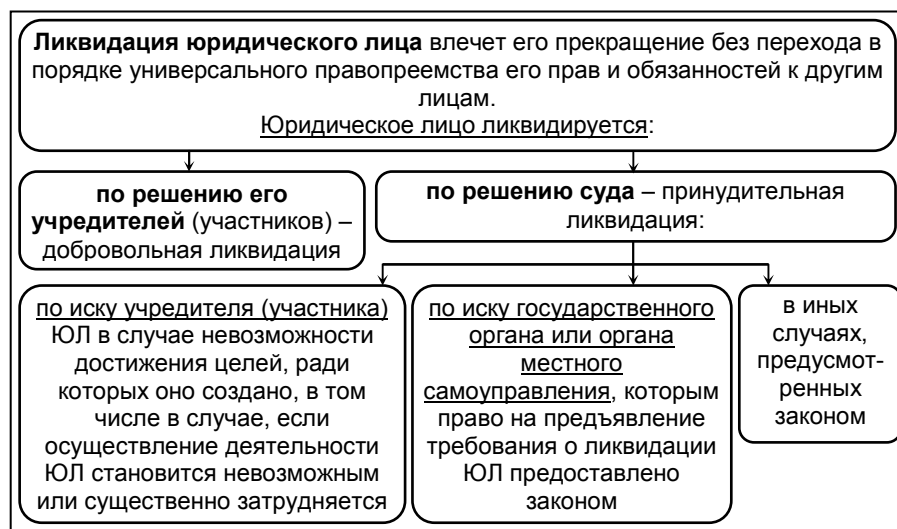 Ликвидация юридического лица влечет его прекращение без перехода в
порядке универсального правопреемства его прав и обязанностей к другим
лицам.
Юридическое лицо ликвидируется:
по решению его
учредителей (участников) –
добровольная ликвидация
по решению суда – принудительная
ликвидация:
по иску учредителя (участника)
ЮЛ в случае невозможности
достижения целей, ради
которых оно создано, в том
числе в случае, если
осуществление деятельности
ЮЛ становится невозможным
или существенно затрудняется
по иску государственного
органа или органа
местного
самоуправления, которым
право на предъявление
требования о ликвидации
ЮЛ предоставлено
законом
в иных
случаях,
предусмот-
ренных
законом